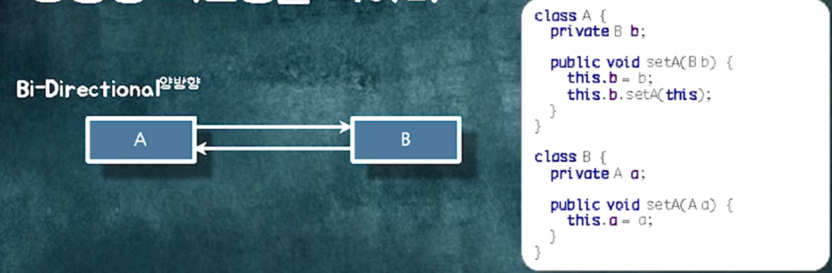 Bi-Directional양방향
A
B
class A {
  private B b;

  public void setA(B b) {
    this.b = b;
    this.b.setA(this);
  }
}

class B {
  private A a;

  public void setA(A a) {
    this.a = a;
  }
}